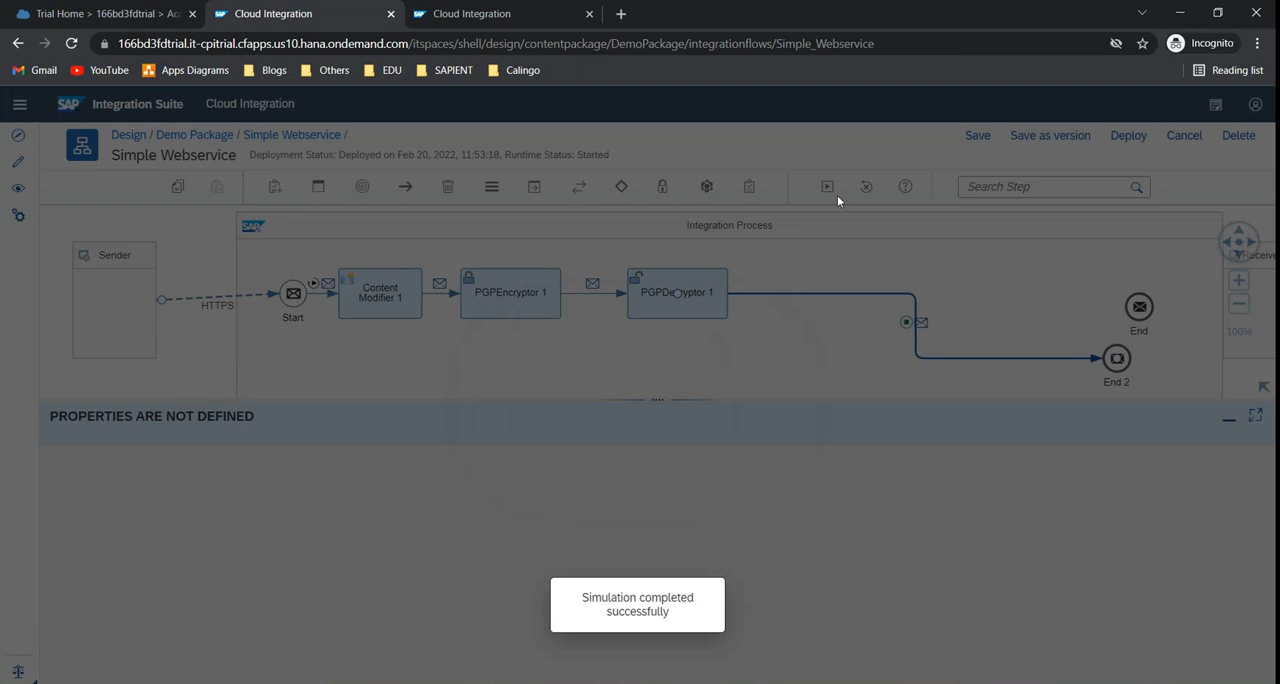 Trial Home > 166bd3fdtrial > Ac
Cloud Integration
Cloud Integration
166bd3fdtrial.it-cpitrial.cfapps.us10.hana.ondemand.com/itspaces/shell/design/contentpackage/DemoPackage/integrationflows/Simple_Webservice
Incognito
Gmail
YouTube
Apps Diagrams
Blogs
Others
EDU
SAPIENT
Calingo
Reading list
SAP Integration Suite
Cloud Integration
Design / Demo Package / Simple Webservice /
Simple Webservice
Deployment Status: Deployed on Feb 20, 2022, 11:53:18, Runtime Status: Started
Save
Save as version
Deploy
Cancel
Delete
Search Step
SAP
Integration Process
Sender
HTTPS
Start
Content
Modifier 1
PGPEncryptor 1
PGPDecryptor 1
End
End 2
Receive
100%
PROPERTIES ARE NOT DEFINED
Simulation completed
successfully